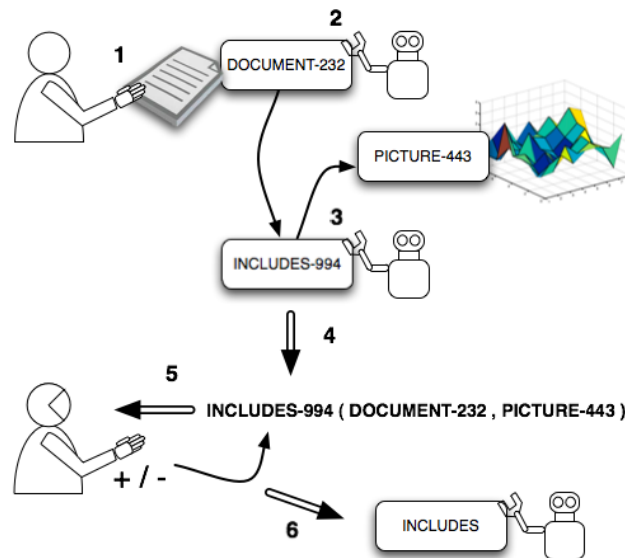 1
2
DOCUMENT-232
PICTURE-443
3
INCLUDES-994
4
5
INCLUDES-994 ( DOCUMENT-232 , PICTURE-443 )
+ / -
6
INCLUDES